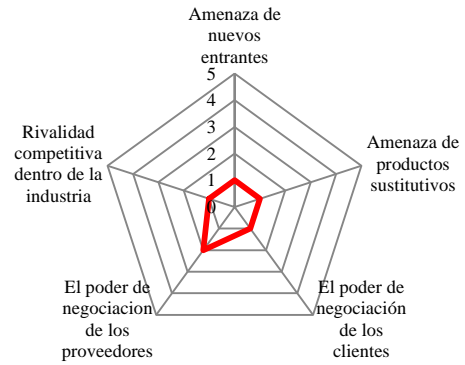 Amenaza de
nuevos
entrantes
5
4
3
2
1
0
Amenaza de
productos
sustitutivos
El poder de
negociación
de los
clientes
El poder de
negociacion
de los
proveedores
Rivalidad
competitiva
dentro de la
industria